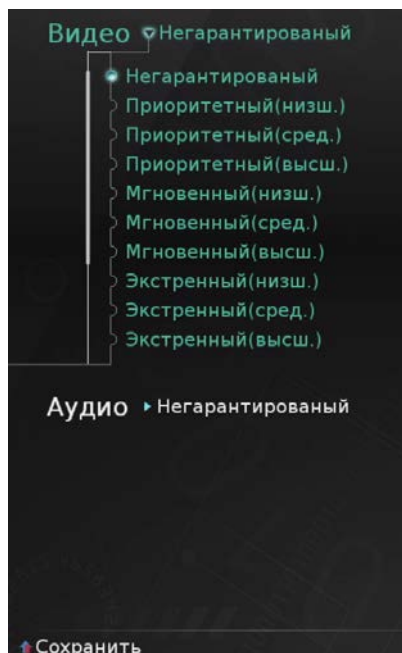 Видео Негарантированый
Негарантированый
Приоритетный(низш.)
Приоритетный(сред.)
Приоритетный(высш.)
Мгновенный(низш.)
Мгновенный(сред.)
Мгновенный(высш.)
Экстренный(низш.)
Экстренный(сред.)
Экстренный(высш.)
Аудио Негарантированый
Сохранить